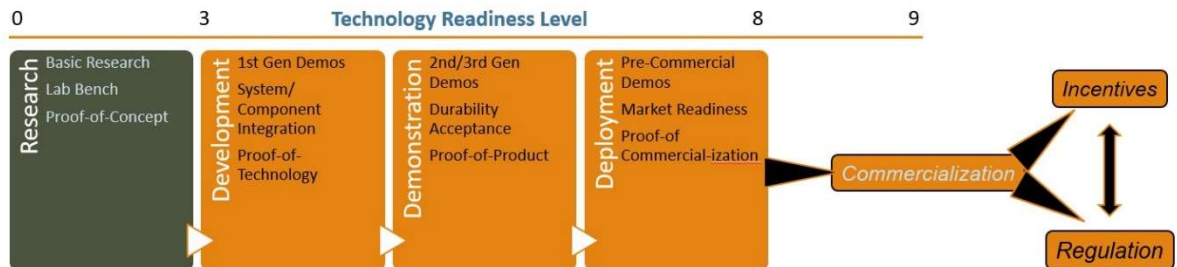 0 3 Technology Readiness Level 8 9
Research
Basic Research
Lab Bench
Proof-of-Concept
Development
1st Gen Demos
System/
Component
Integration
Proof-of-
Technology
Demonstration
2nd/3rd Gen
Demos
Durability
Acceptance
Proof-of-Product
Deployment
Pre-Commercial
Demos
Market Readiness
Proof-of
Commercial-ization
Commercialization
Incentives
Regulation